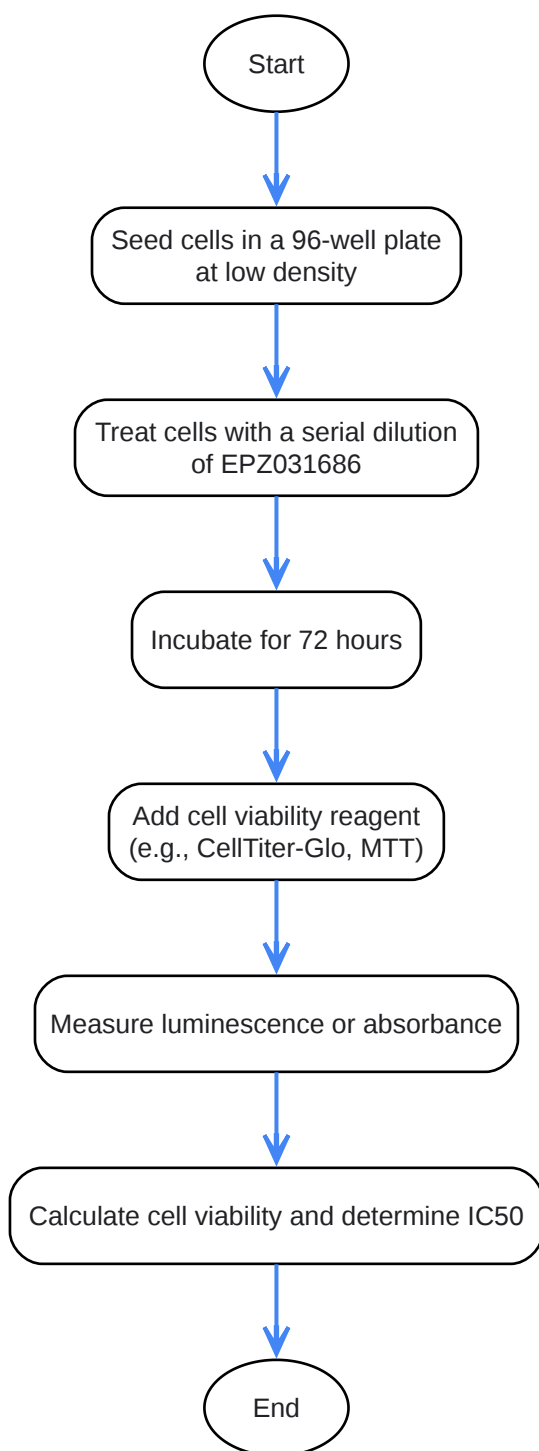 Start
Seed cells in a 96-well plate
at low density
Treat cells with a serial dilution
of EPZ031686
Incubate for 72 hours
Add cell viability reagent
(e.g., CellTiter-Glo, MTT)
Measure luminescence or absorbance
Calculate cell viability and determine IC50
End